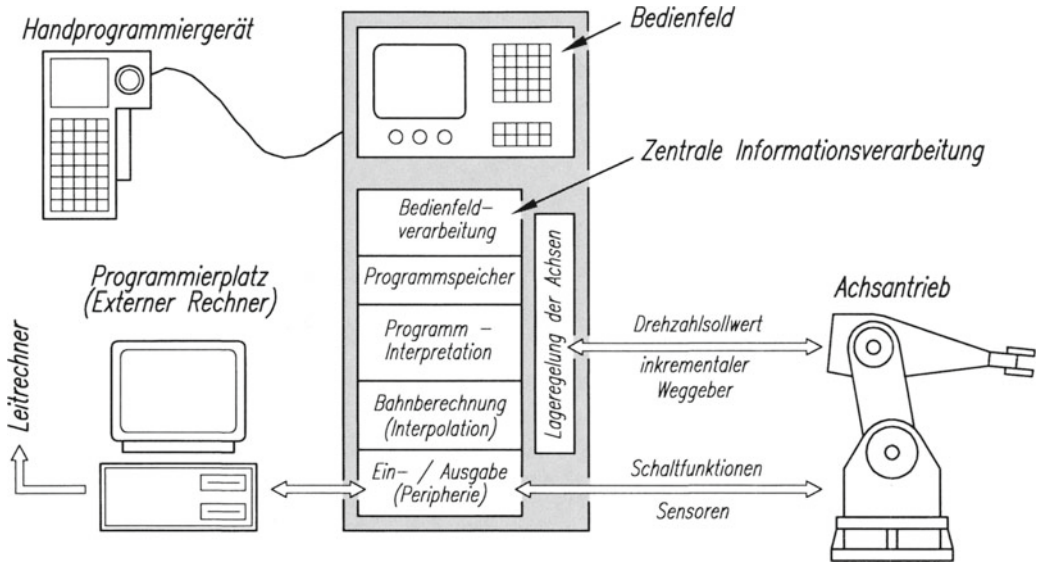 Handprogrammiergerät
Bedienfeld
Zentrale Informationsverarbeitung
Bedienfeld-
verarbeitung
Programmspeicher
Programm -
Interpretation
Bahnberechnung
(Interpolation)
Ein- / Ausgabe
(Peripherie)
Lageregelung der Achsen
Programmierplatz
(Externer Rechner)
Leitrechner
Achsantrieb
Drehzahlsollwert
inkrementaler
Weggeber
Schaltfunktionen
Sensoren